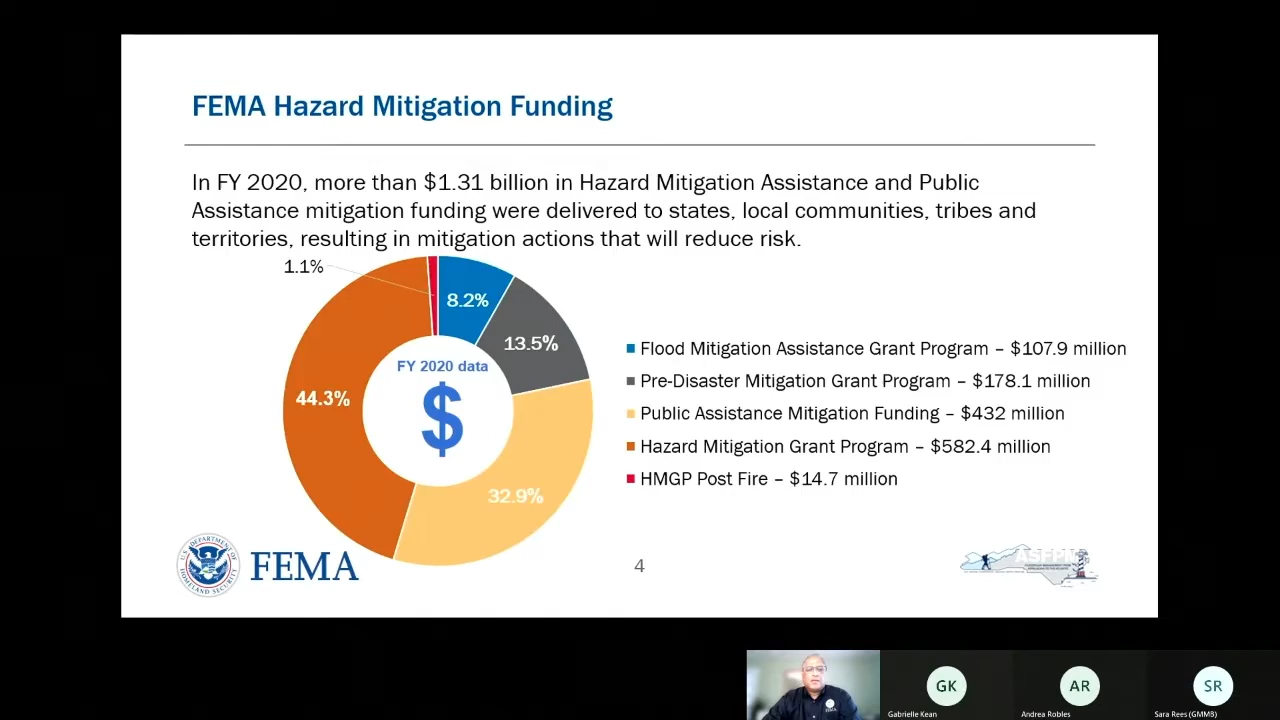 FEMA Hazard Mitigation Funding
In FY 2020, more than $1.31 billion in Hazard Mitigation Assistance and Public
Assistance mitigation funding were delivered to states, local communities, tribes and
territories, resulting in mitigation actions that will reduce risk.
1.1%
8.2%
13.5%
FY 2020 data
$
44.3%
32.9%
Flood Mitigation Assistance Grant Program – $107.9 million
Pre-Disaster Mitigation Grant Program – $178.1 million
Public Assistance Mitigation Funding – $432 million
Hazard Mitigation Grant Program – $582.4 million
HMGP Post Fire – $14.7 million
U.S. DEPARTMENT OF
HOMELAND SECURITY
FEMA
4
FEMA
GK
AR
SR
Gabrielle Kean
Andrea Robles
Sara Rees (GMMB)